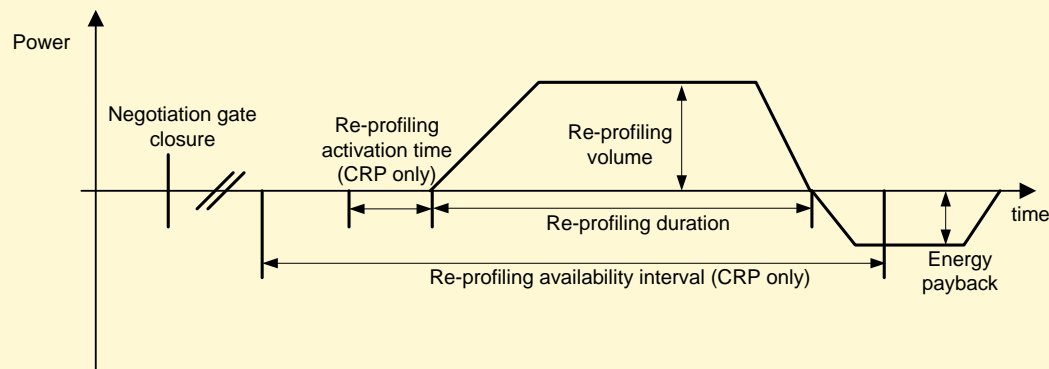 Power
Negotiation gate
closure
Re-profiling
activation time
(CRP only)
Re-profiling
volume
Re-profiling duration
time
Re-profiling availability interval (CRP only)
Energy
payback